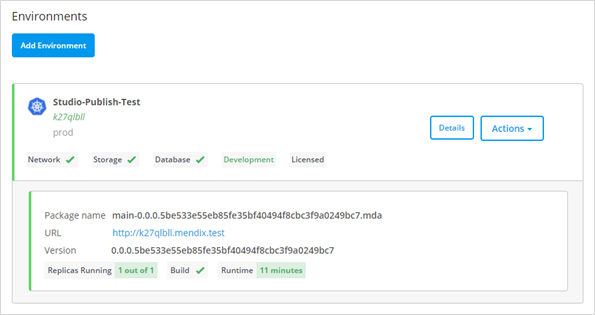 Environments
Add Environment
Studio-Publish-Test
k27qlbll
prod
Details
Actions
Network
Storage
Database
Development
Licensed
Package name main-0.0.0.5be533e55eb85fe35bf40494f8cbc3f9a0249bc7.mda
URL http://k27qlbll.mendix.test
Version 0.0.0.5be533e55eb85fe35bf40494f8cbc3f9a0249bc7
Replicas Running 1 out of 1 Build Runtime 11 minutes